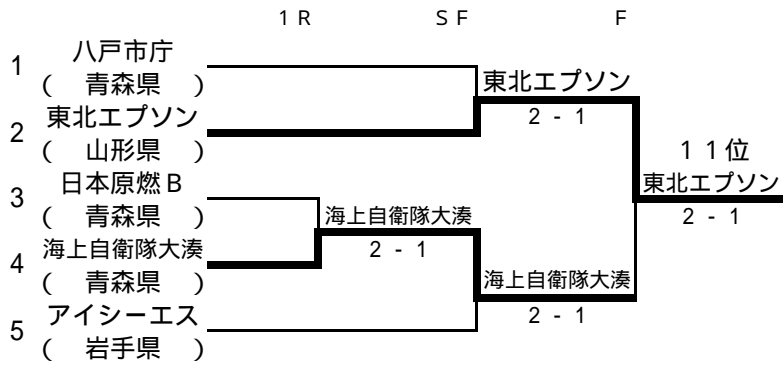 １Ｒ ＳＦ Ｆ
1 八戸市庁
( 青森県 )
2 東北エプソン
( 山形県 )
3 日本原燃Ｂ
( 青森県 )
4 海上自衛隊大湊
( 青森県 )
5 アイシーエス
( 岩手県 )
海上自衛隊大湊
2 - 1
東北エプソン
2 - 1
海上自衛隊大湊
2 - 1
１１位
東北エプソン
2 - 1